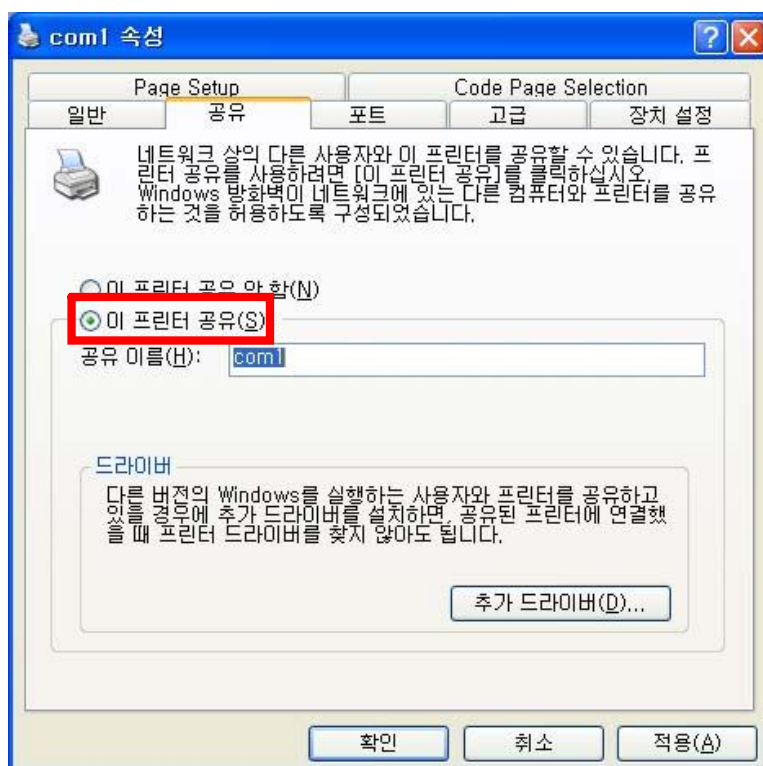 com1 속성
Page Setup
Code Page Selection
일반
공유
포트
고급
장치 설정
네트워크 상의 다른 사용자와 이 프린터를 공유할 수 있습니다. 프
린터 공유를 사용하려면 [이 프린터 공유]를 클릭하십시오.
Windows 방화벽이 네트워크에 있는 다른 컴퓨터와 프린터를 공유
하는 것을 허용하도록 구성되었습니다.
이 프린터 공유 안 함(N)
이 프린터 공유(S)
공유 이름(H):
com1
드라이버
다른 버전의 Windows를 실행하는 사용자와 프린터를 공유하고
있을 경우에 추가 드라이버를 설치하면, 공유된 프린터에 연결했
을 때 프린터 드라이버를 찾지 않아도 됩니다.
추가 드라이버(D)...
확인
취소
적용(A)